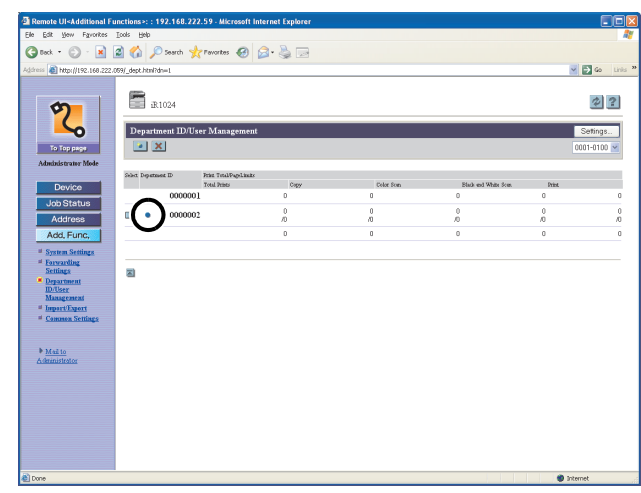 Remote UI<Additional Functions>: : 192.168.222.59 - Microsoft Internet Explorer
File Edit View Favorites Tools Help
Back Search Favorites
Address http://192.168.222.059/_dept.html?dn=1 Go Links »
iR1024
To Top page
Administrator Mode
Department ID/User Management Settings...
0001-0100
Device
Job Status
Address
Add. Func.
System Settings
Forwarding
Settings
Department
ID/User
Management
Import/Export
Common Settings
Mail to
Administrator
Select Department ID Print Total/PageLimits
Total Prints Copy Color Scan Black and White Scan Print
0000001 0 0 0 0 0
0000002 0 0 0 0 0
/0 /0 /0 /0 /0
0 0 0 0 0
Done Internet